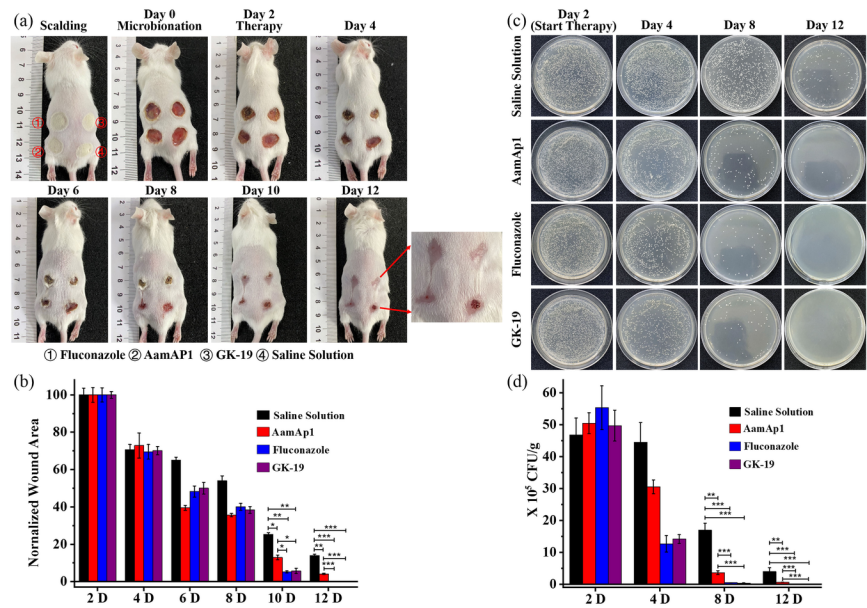 (a)
Scalding
Day 0
Microbionation
Day 2
Therapy
Day 4
① ③
② ④
Day 6
Day 8
Day 10
Day 12
① Fluconazole ② AamAP1 ③ GK-19 ④ Saline Solution
(b)
Normalized Wound Area
100
80
60
40
20
0
Saline Solution
AamAp1
Fluconazole
GK-19
**
**
*
*
*
***
***
**
***
***
2 D 4 D 6 D 8 D 10 D 12 D
(c)
Day 2
(Start Therapy)
Day 4
Day 8
Day 12
Saline Solution
AamAp1
Fluconazole
GK-19
(d)
X 10⁵ CFU/g
60
50
40
30
20
10
0
Saline Solution
AamAp1
Fluconazole
GK-19
**
***
***
***
***
**
***
***
***
***
2 D 4 D 8 D 12 D